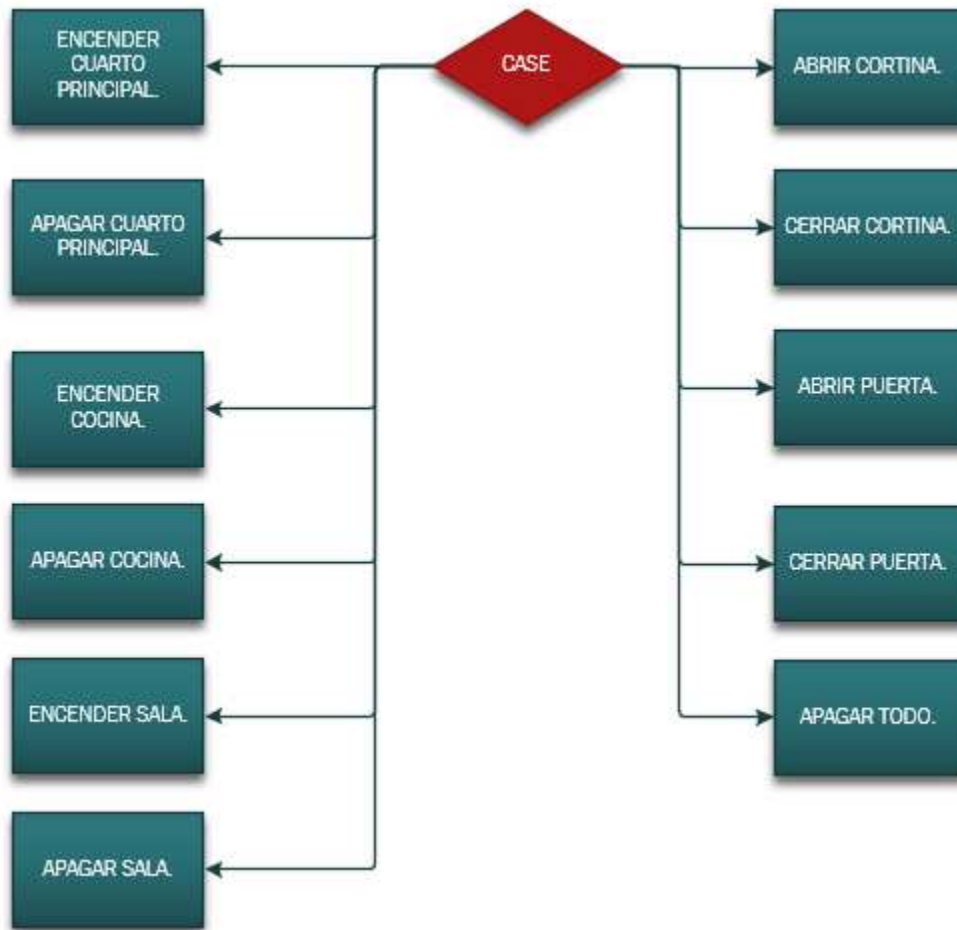 ENCENDER
CUARTO
PRINCIPAL.
CASE
ABRIR CORTINA.
APAGAR CUARTO
PRINCIPAL.
CERRAR CORTINA.
ENCENDER
COCINA.
ABRIR PUERTA.
APAGAR COCINA.
CERRAR PUERTA.
ENCENDER SALA.
APAGAR TODO.
APAGAR SALA.